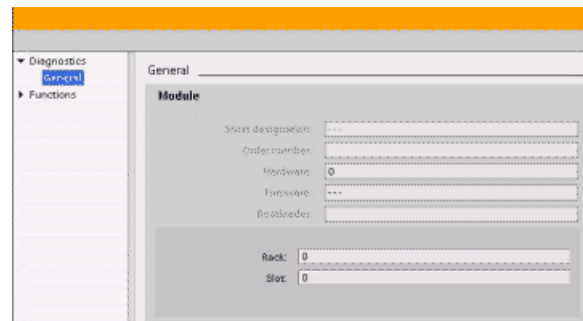 Diagnostics
General
Functions
General
Module
Short designation: ---
Order number:
Hardware: 0
Firmware: ---
Bootloader:
Rack: 0
Slot: 0